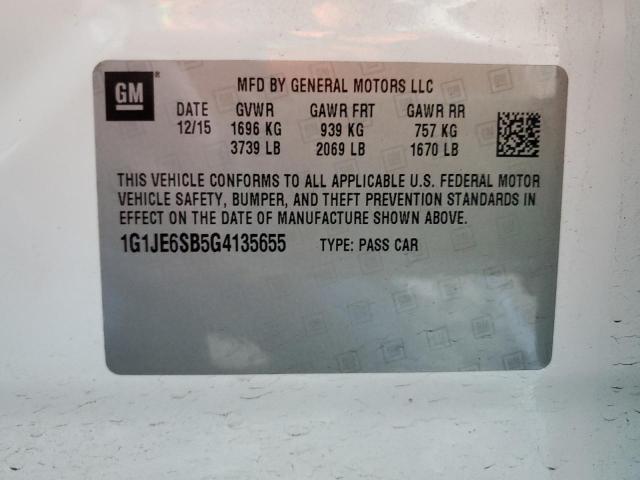 GM
®
MFD BY GENERAL MOTORS LLC
DATE GVWR GAWR FRT GAWR RR
12/15 1696 KG 939 KG 757 KG
3739 LB 2069 LB 1670 LB
THIS VEHICLE CONFORMS TO ALL APPLICABLE U.S. FEDERAL MOTOR
VEHICLE SAFETY, BUMPER, AND THEFT PREVENTION STANDARDS IN
EFFECT ON THE DATE OF MANUFACTURE SHOWN ABOVE.
1G1JE6SB5G4135655 TYPE: PASS CAR